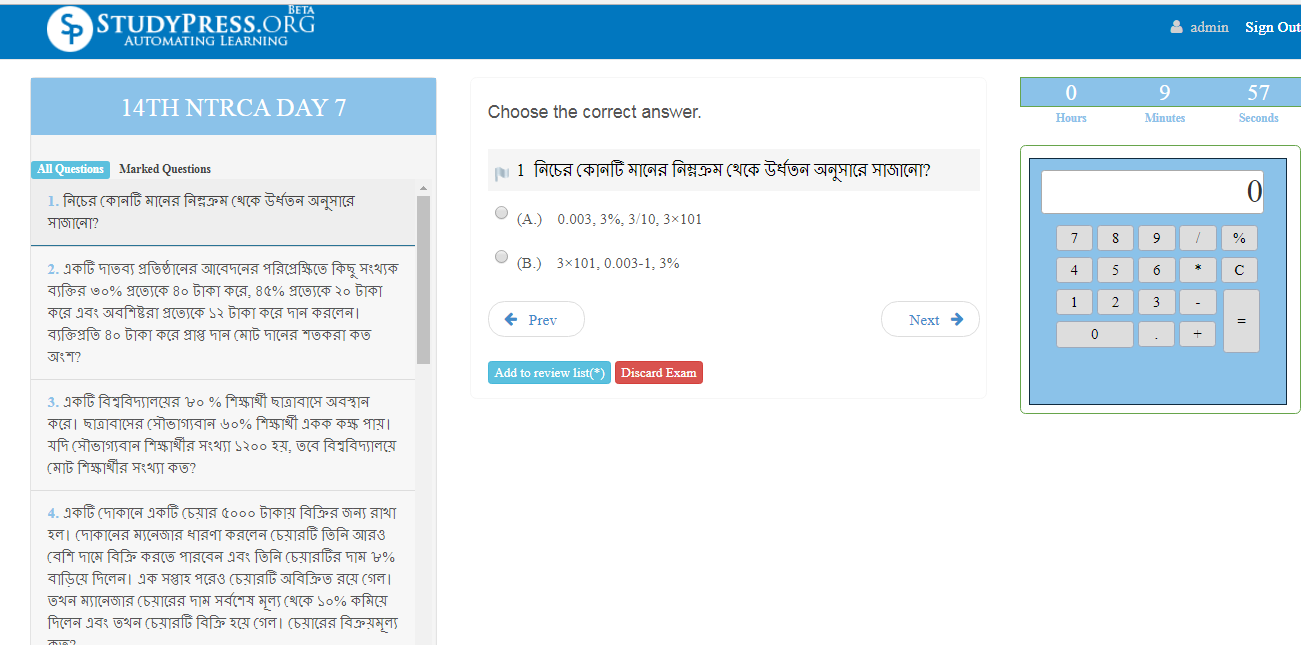 BETA
SP STUDYPRESS.ORG
AUTOMATING LEARNING
admin Sign Out
14TH NTRCA DAY 7
All Questions Marked Questions
1. নিচের কোনটি মানের নিম্নক্রম থেকে উর্ধতন অনুসারে
সাজানো?
2. একটি দাতব্য প্রতিষ্ঠানের আবেদনের পরিপ্রেক্ষিতে কিছু সংখ্যক
ব্যক্তির ৩০% প্রত্যেকে ৪০ টাকা করে, ৪৫% প্রত্যেকে ২০ টাকা
করে এবং অবশিষ্টরা প্রত্যেকে ১২ টাকা করে দান করলেন।
ব্যক্তিপ্রতি ৪০ টাকা করে প্রাপ্ত দান মোট দানের শতকরা কত
অংশ?
3. একটি বিশ্ববিদ্যালয়ের ৮০ % শিক্ষার্থী ছাত্রাবাসে অবস্থান
করে। ছাত্রাবাসের সৌভাগ্যবান ৬০% শিক্ষার্থী একক কক্ষ পায়।
যদি সৌভাগ্যবান শিক্ষার্থীর সংখ্যা ১২০০ হয়, তবে বিশ্ববিদ্যালয়ে
মোট শিক্ষার্থীর সংখ্যা কত?
4. একটি দোকানে একটি চেয়ার ৫০০০ টাকায় বিক্রির জন্য রাখা
হল। দোকানের ম্যনেজার ধারণা করলেন চেয়ারটি তিনি আরও
বেশি দামে বিক্রি করতে পারবেন এবং তিনি চেয়ারটির দাম ৮%
বাড়িয়ে দিলেন। এক সপ্তাহ পরেও চেয়ারটি অবিক্রিত রয়ে গেল।
তখন ম্যানেজার চেয়ারের দাম সর্বশেষ মূল্য থেকে ১০% কমিয়ে
দিলেন এবং তখন চেয়ারটি বিক্রি হয়ে গেল। চেয়ারের বিক্রয়মূল্য
কত?
Choose the correct answer.
1 নিচের কোনটি মানের নিম্নক্রম থেকে উর্ধতন অনুসারে সাজানো?
(A.) 0.003, 3%, 3/10, 3×101
(B.) 3×101, 0.003-1, 3%
Prev Next
Add to review list(*) Discard Exam
0 9 57
Hours Minutes Seconds
0
7 8 9 / %
4 5 6 * C
1 2 3 - =
0 . +